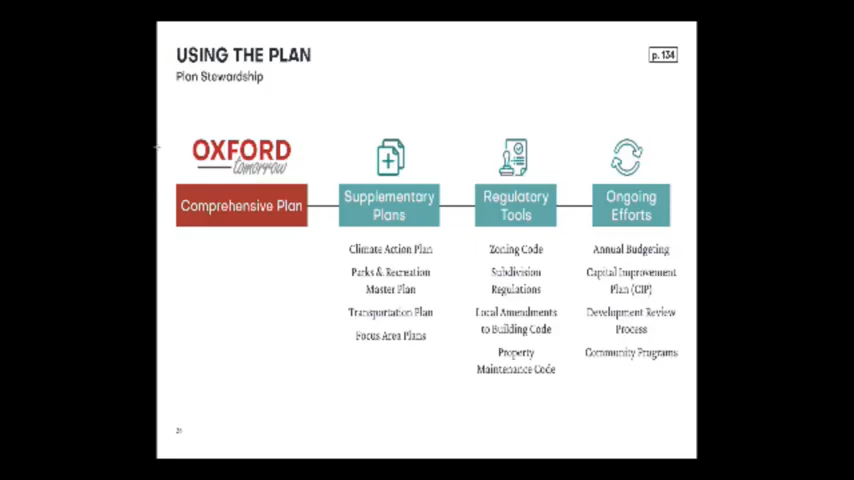 USING THE PLAN
p. 134
Plan Stewardship
OXFORD
tomorrow
Comprehensive Plan
Supplementary
Plans
Climate Action Plan
Parks & Recreation
Master Plan
Transportation Plan
Focus Area Plans
Regulatory
Tools
Zoning Code
Subdivision
Regulations
Local Amendments
to Building Code
Property
Maintenance Code
Ongoing
Efforts
Annual Budgeting
Capital Improvement
Plan (CIP)
Development Review
Process
Community Programs